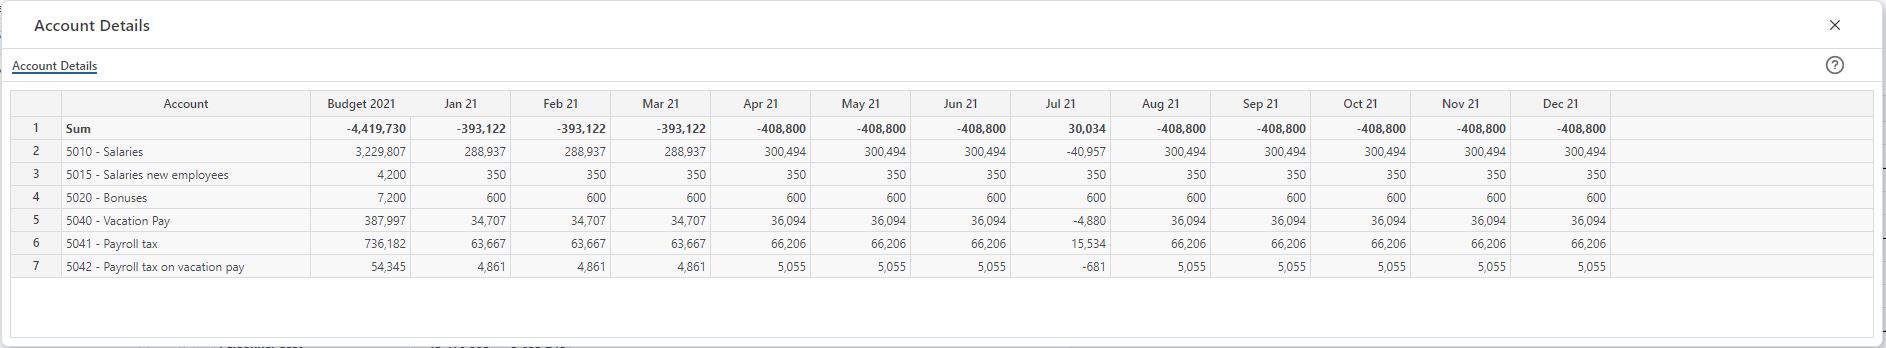 Account Details
Account Details
Account Budget 2021 Jan 21 Feb 21 Mar 21 Apr 21 May 21 Jun 21 Jul 21 Aug 21 Sep 21 Oct 21 Nov 21 Dec 21
1 Sum -4,419,730 -393,122 -393,122 -393,122 -408,800 -408,800 -408,800 30,034 -408,800 -408,800 -408,800 -408,800 -408,800
2 5010 - Salaries 3,229,807 288,937 288,937 288,937 300,494 300,494 300,494 -40,957 300,494 300,494 300,494 300,494 300,494
3 5015 - Salaries new employees 4,200 350 350 350 350 350 350 350 350 350 350 350 350
4 5020 - Bonuses 7,200 600 600 600 600 600 600 600 600 600 600 600 600
5 5040 - Vacation Pay 387,997 34,707 34,707 34,707 36,094 36,094 36,094 -4,880 36,094 36,094 36,094 36,094 36,094
6 5041 - Payroll tax 736,182 63,667 63,667 63,667 66,206 66,206 66,206 15,534 66,206 66,206 66,206 66,206 66,206
7 5042 - Payroll tax on vacation pay 54,345 4,861 4,861 4,861 5,055 5,055 5,055 -681 5,055 5,055 5,055 5,055 5,055